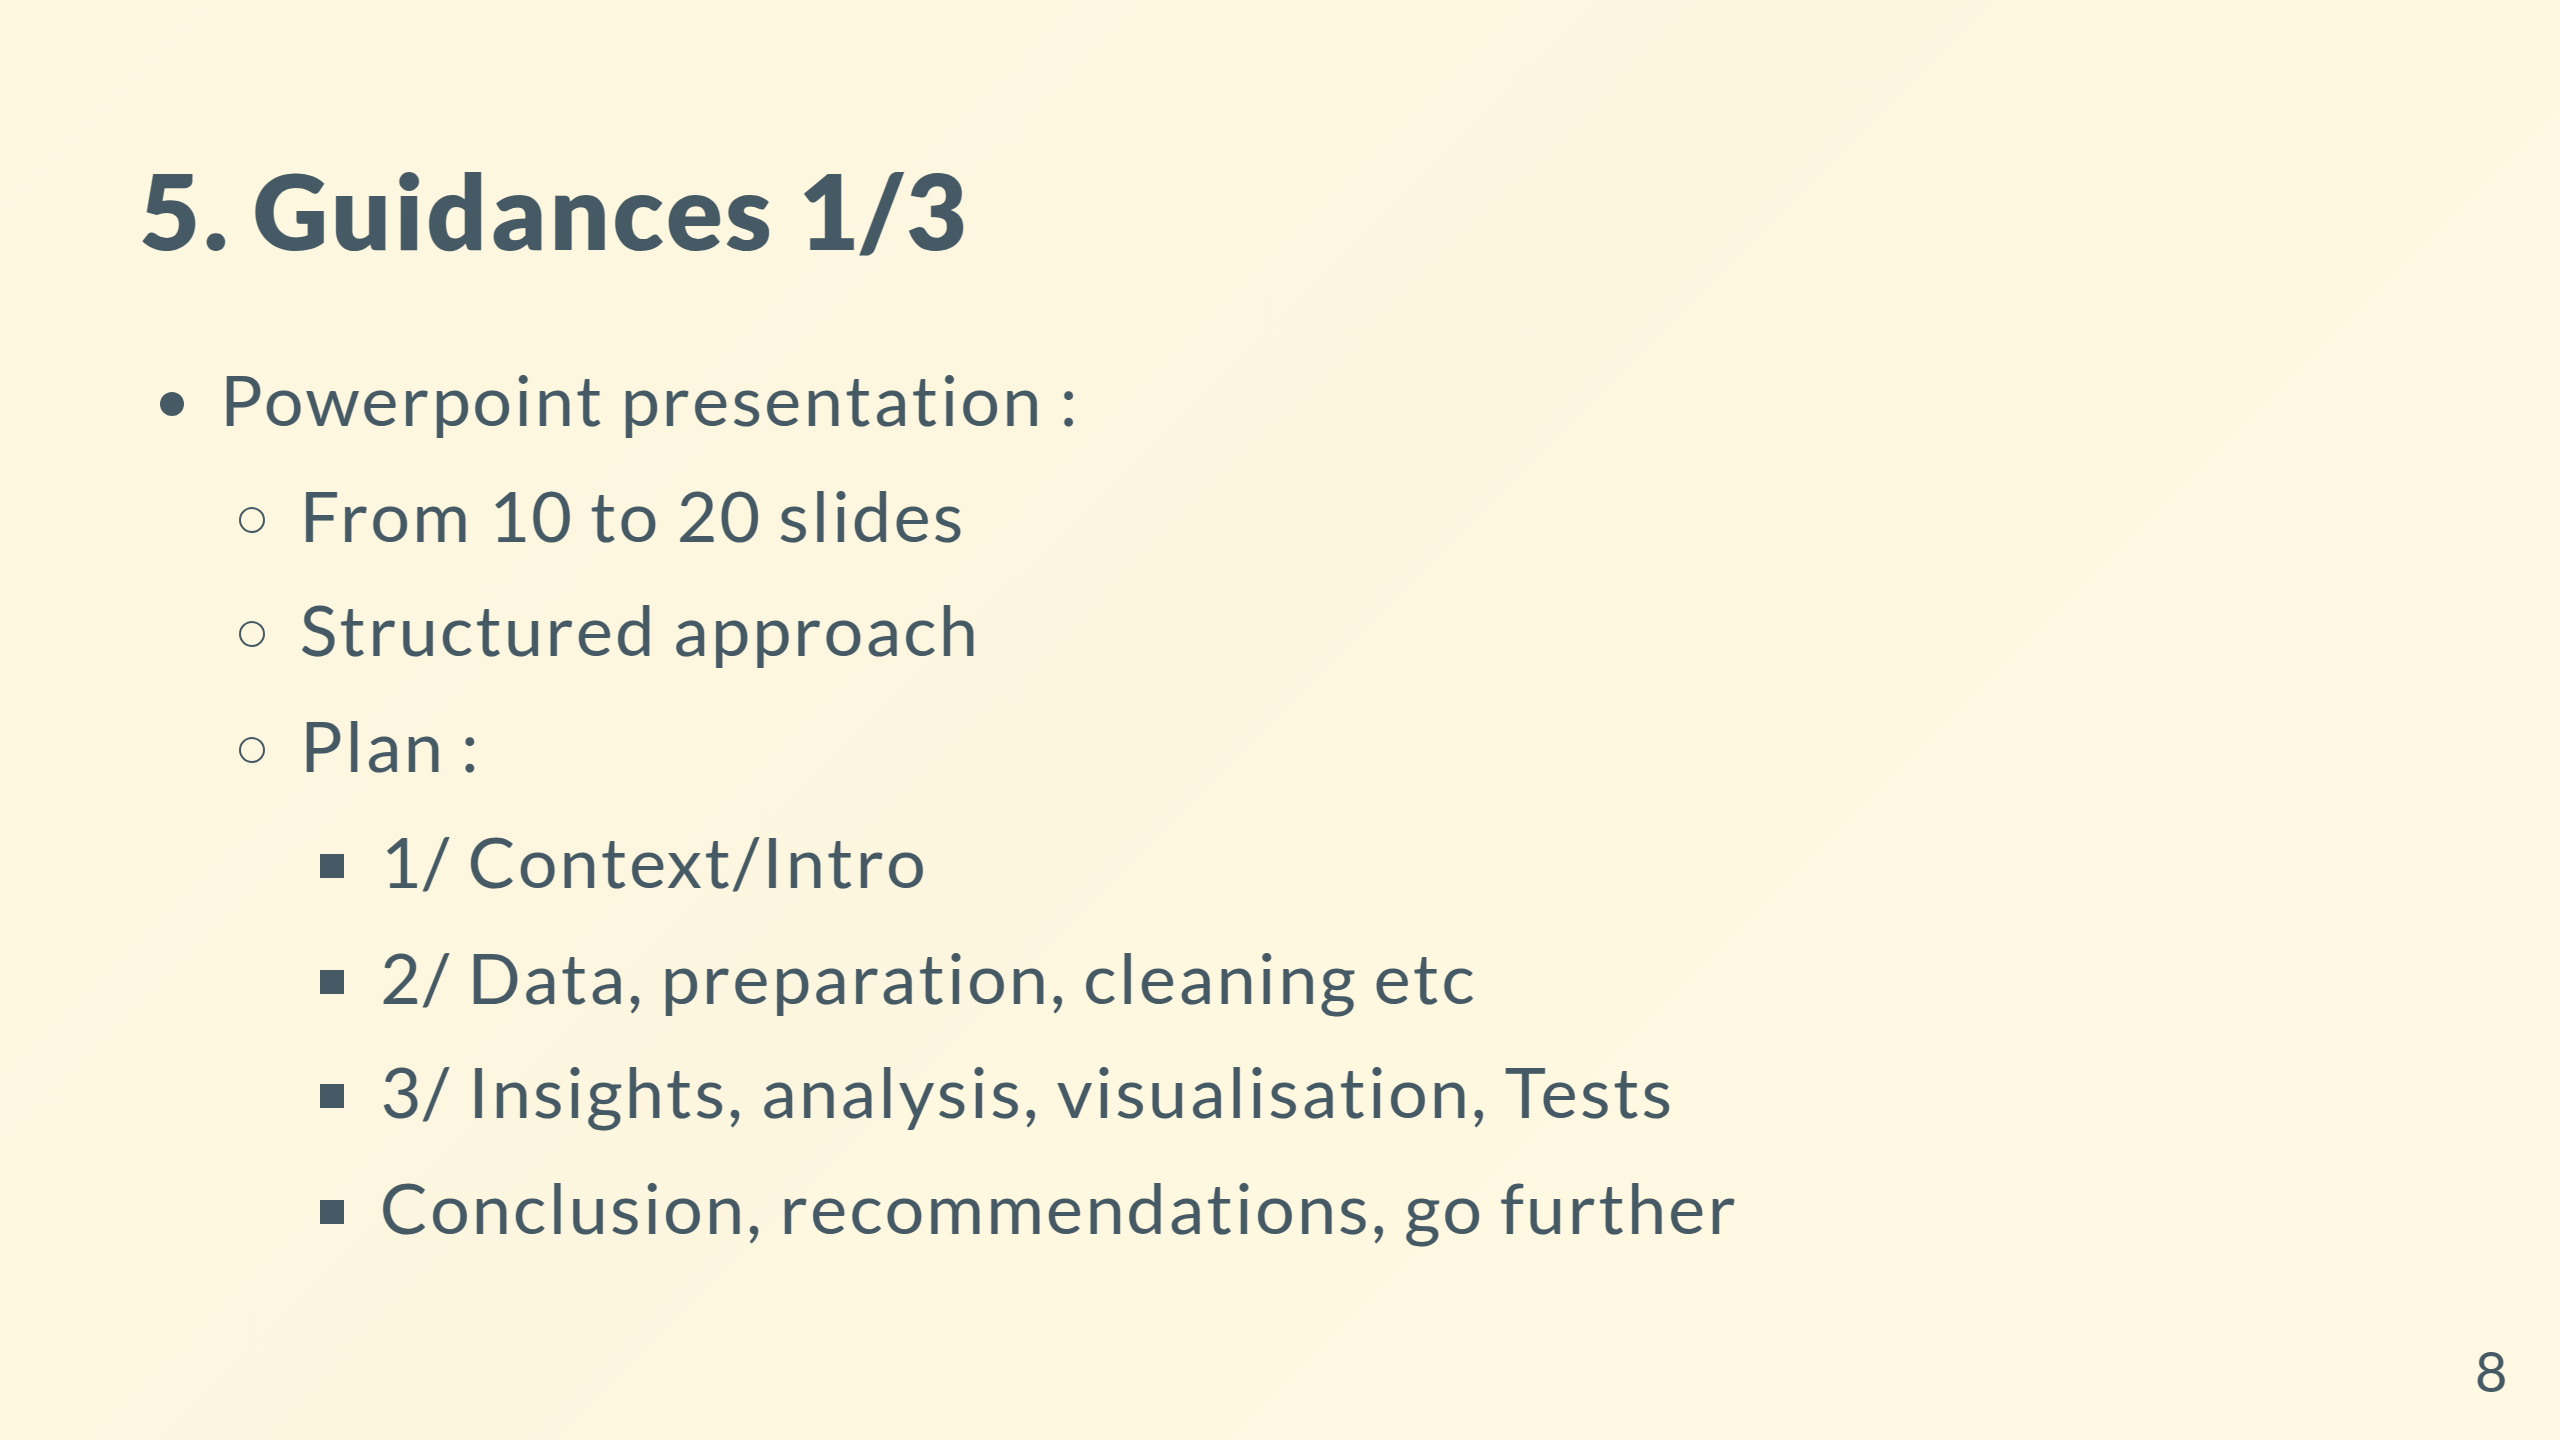 5. Guidances 1/3
Powerpoint presentation :
From 10 to 20 slides
Structured approach
Plan :
1/ Context/Intro
2/ Data, preparation, cleaning etc
3/ Insights, analysis, visualisation, Tests
Conclusion, recommendations, go further
8